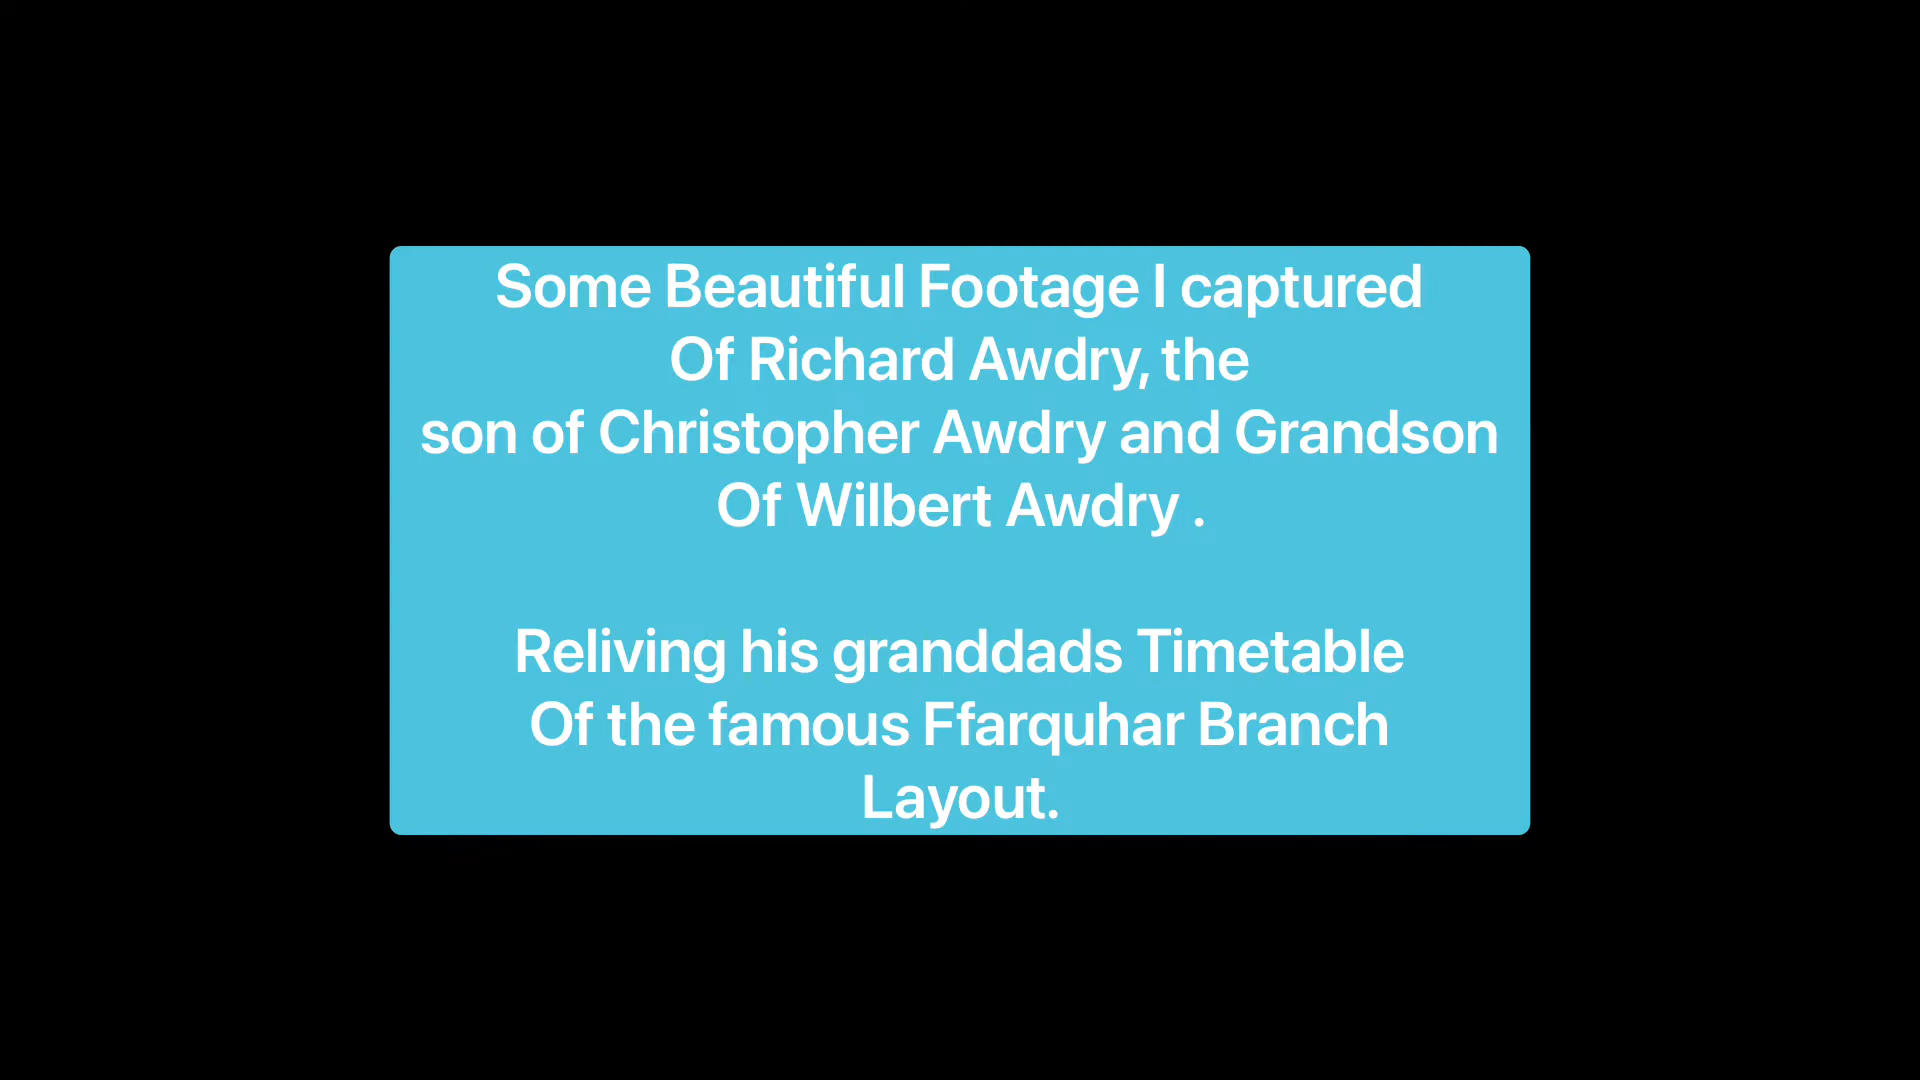 Some Beautiful Footage I captured
Of Richard Awdry, the
son of Christopher Awdry and Grandson
Of Wilbert Awdry .
Reliving his granddads Timetable
Of the famous Ffarquhar Branch
Layout.